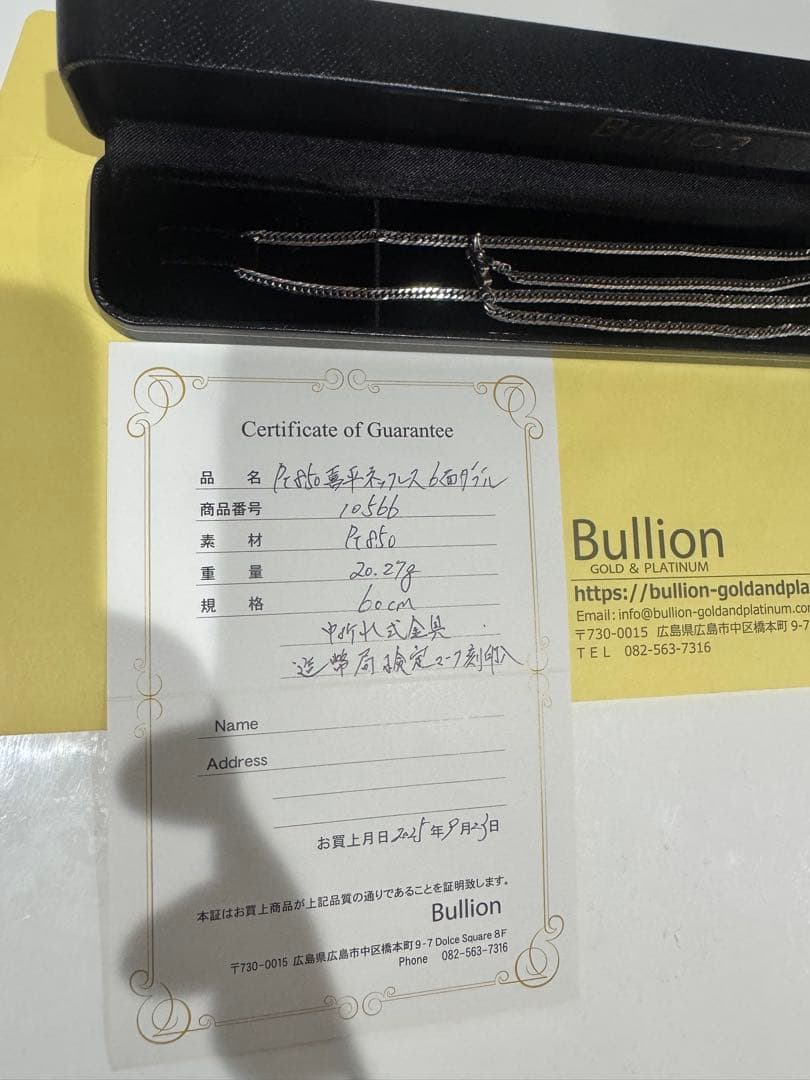 Bullion
Certificate of Guarantee
品 名 Pt850喜平ネックレス6面ダブル
商品番号 10566
素 材 Pt850
重 量 20.27g
規 格 60cm
中折れ式金具
造幣局検定マーク刻印入
Name
Address
お買上月日2025年9月23日
本証はお買上商品が上記品質の通りであることを証明致します。
Bullion
〒730-0015 広島県広島市中区橋本町9-7 Dolce Square 8F
Phone 082-563-7316
Bullion
GOLD & PLATINUM
https://bullion-goldandpla
Email: info@bullion-goldandplatinum.com
〒730-0015 広島県広島市中区橋本町 9-7
TEL 082-563-7316